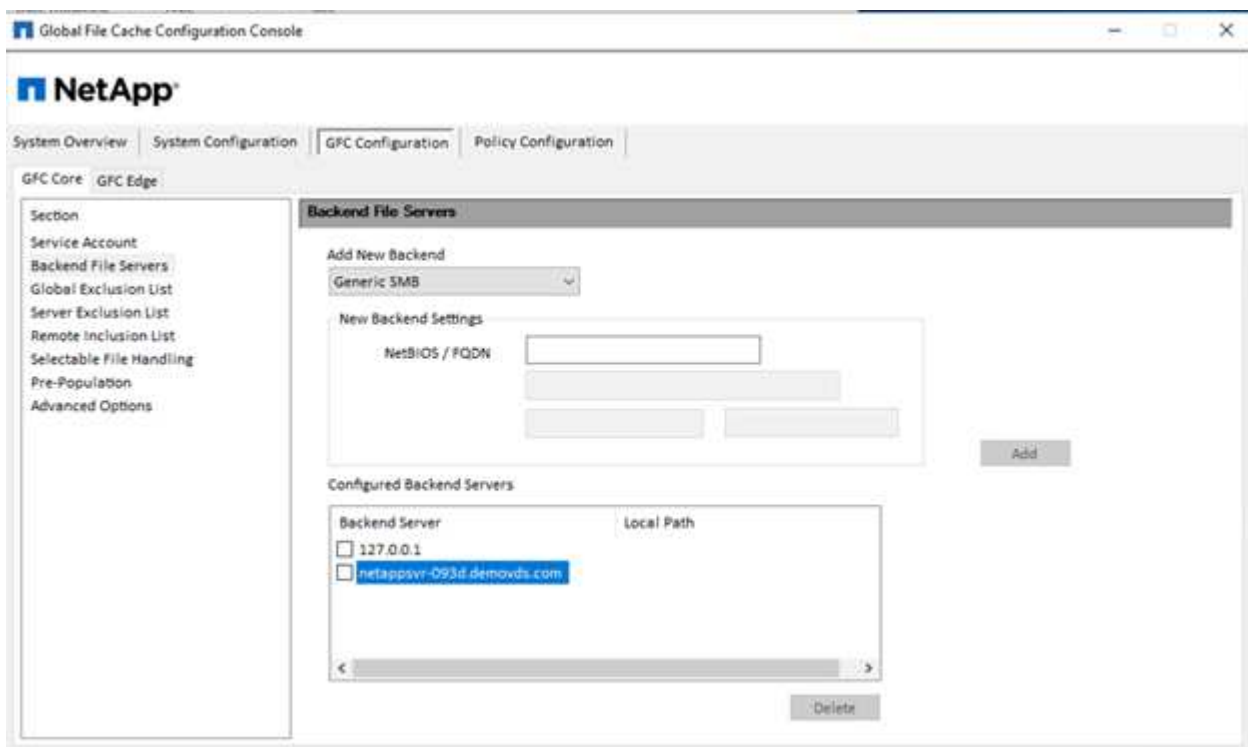 Global File Cache Configuration Console
NetApp
System Overview System Configuration GFC Configuration Policy Configuration
GFC Core GFC Edge
Section
Service Account
Backend File Servers
Global Exclusion List
Server Exclusion List
Remote Inclusion List
Selectable File Handling
Pre-Population
Advanced Options
Backend File Servers
Add New Backend
Generic SMB
New Backend Settings
NetBIOS / FQDN
Add
Configured Backend Servers
Backend Server Local Path
127.0.0.1
netappsvr-093d.demovds.com
Delete